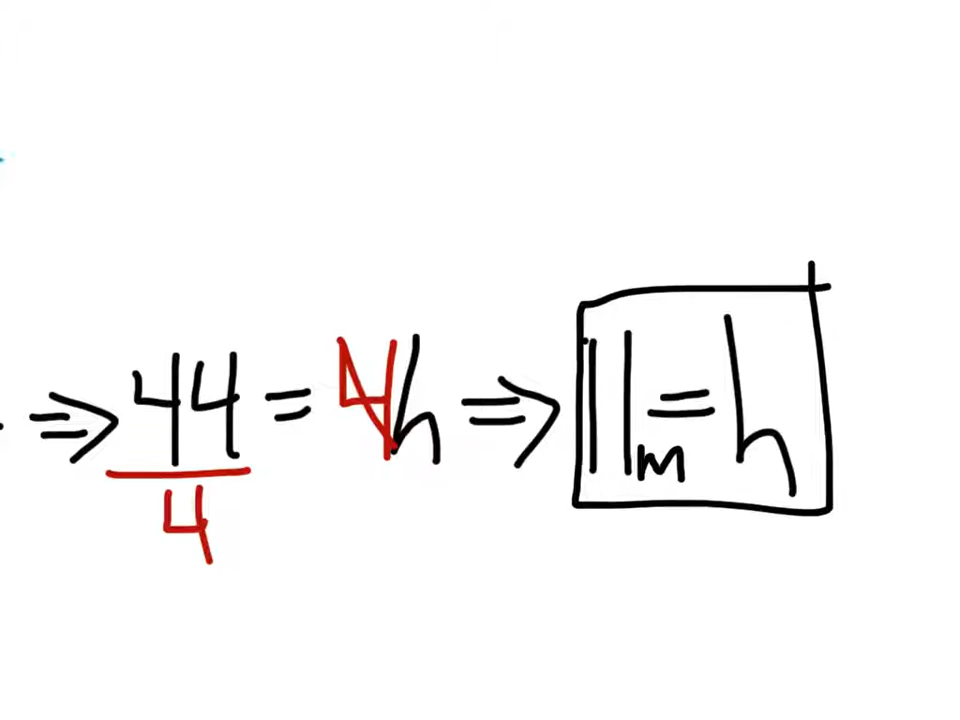 ⇒ 44/4 = 4h ⇒ 11m = h